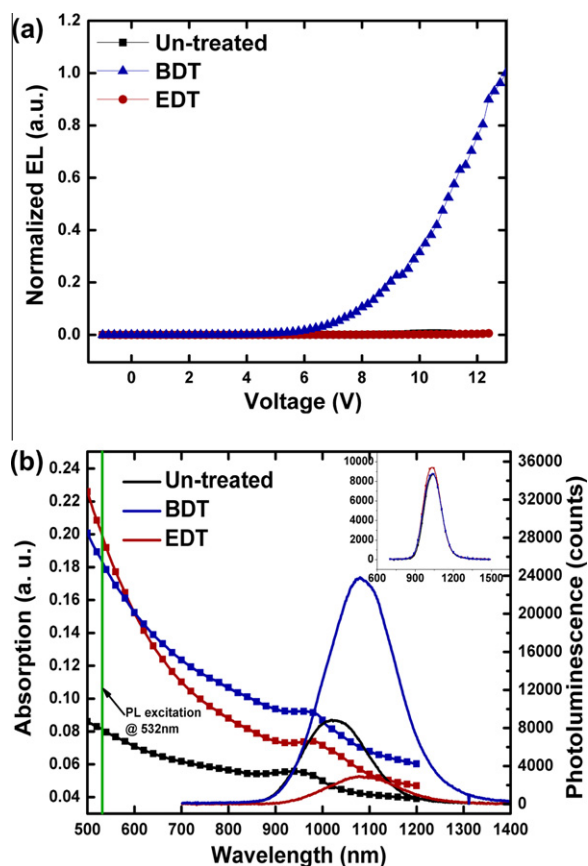 (a)
1.2
1.0
0.8
0.6
0.4
0.2
0.0
Normalized EL (a.u.)
Un-treated
BDT
EDT
0 2 4 6 8 10 12
Voltage (V)
(b)
0.24
0.22
0.20
0.18
0.16
0.14
0.12
0.10
0.08
0.06
0.04
Absorption (a. u.)
Un-treated
BDT
EDT
PL excitation
@ 532nm
10000
8000
6000
4000
2000
0
600 900 1200 1500
36000
32000
28000
24000
20000
16000
12000
8000
4000
0
Photoluminescence (counts)
500 600 700 800 900 1000 1100 1200 1300 1400
Wavelength (nm)